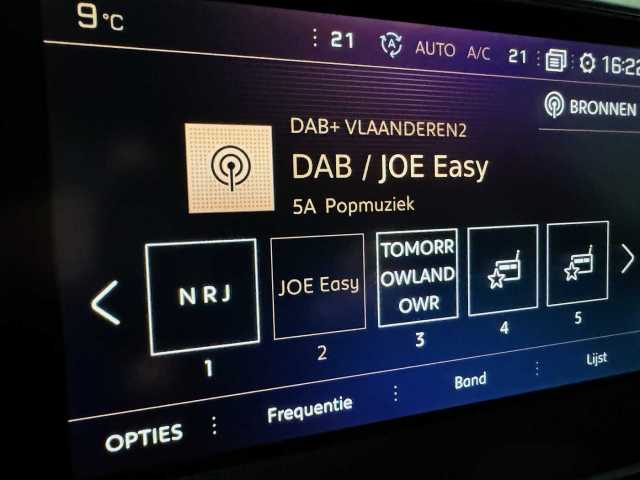 9°C
21 A AUTO A/C 21 16:22
BRONNEN
DAB+ VLAANDEREN2
DAB / JOE Easy
5A Popmuziek
NRJ
JOE Easy
TOMORR
OWLAND
OWR
1 2 3 4 5
OPTIES Frequentie Band Lijst